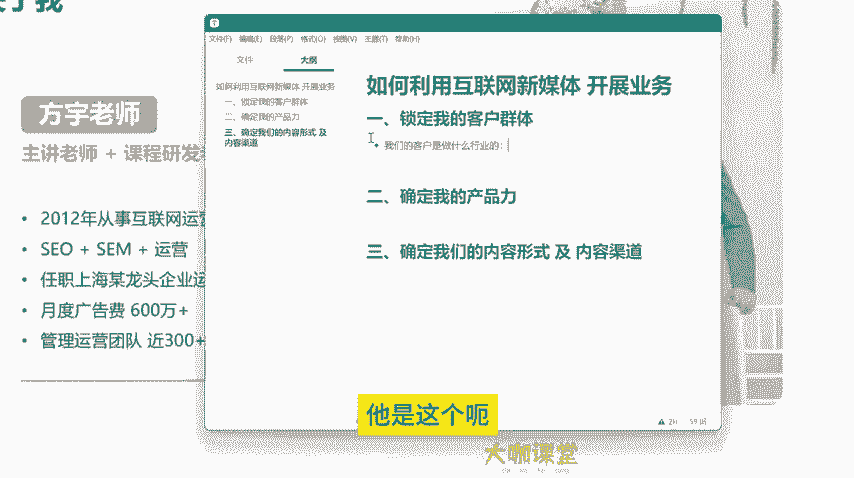 于我
方宇老师
主讲老师 + 课程研发
• 2012年从事互联网运营
• SEO + SEM + 运营
• 任职上海某龙头企业运
• 月度广告费 600万+
• 管理运营团队 近300+
文件(F) 编辑(E) 段落(P) 格式(O) 视图(V) 主题(T) 帮助(H)
文件 大纲
如何利用互联网新媒体 开展业务
一、锁定我的客户群体
二、确定我的产品力
三、确定我们的内容形式 及
内容渠道
如何利用互联网新媒体 开展业务
一、锁定我的客户群体
• 我们的客户是做什么行业的:
二、确定我的产品力
三、确定我们的内容形式 及 内容渠道
59 词
他是这个呃
大咖课堂